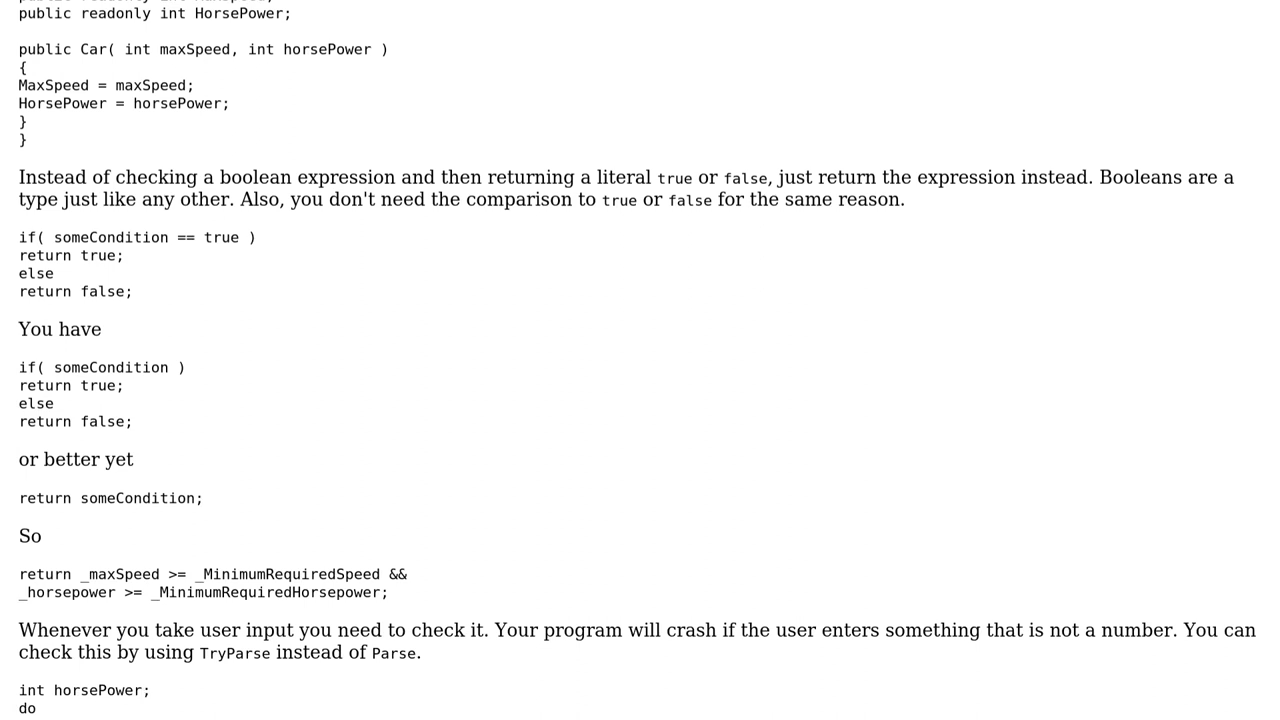 public readonly int HorsePower;
public Car( int maxSpeed, int horsePower )
{
MaxSpeed = maxSpeed;
HorsePower = horsePower;
}
}
Instead of checking a boolean expression and then returning a literal true or false, just return the expression instead. Booleans are a
type just like any other. Also, you don't need the comparison to true or false for the same reason.
if( someCondition == true )
return true;
else
return false;
You have
if( someCondition )
return true;
else
return false;
or better yet
return someCondition;
So
return _maxSpeed >= _MinimumRequiredSpeed &&
_horsepower >= _MinimumRequiredHorsepower;
Whenever you take user input you need to check it. Your program will crash if the user enters something that is not a number. You can
check this by using TryParse instead of Parse.
int horsePower;
do